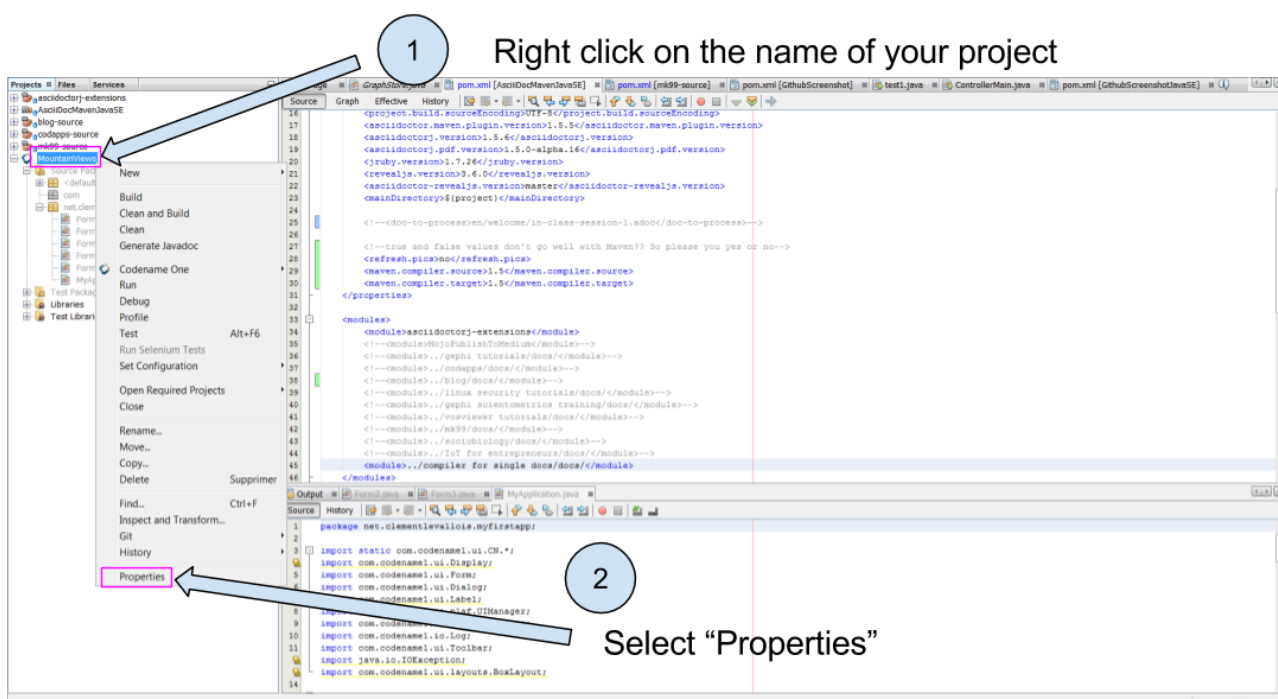 1
Right click on the name of your project
Projects Files Services
GraphStore.java pom.xml [AsciiDocMavenJavaSE] pom.xml [mk99-source] pom.xml [GithubScreenshot] test1.java ControllerMain.java pom.xml [GithubScreenshotJavaSE]
Source Graph Effective History
asciidoctorj-extensions
AsciiDocMavenJavaSE
blog-source
codapps-source
mk99-source
MountainViews
Source Pac
<default
com
net.clem
Form
Form
Form
Form
Form
MyAp
Test Packag
Libraries
Test Librari
New
Build
Clean and Build
Clean
Generate Javadoc
Codename One
Run
Debug
Profile
Test Alt+F6
Run Selenium Tests
Set Configuration
Open Required Projects
Close
Rename...
Move...
Copy...
Delete Supprimer
Find... Ctrl+F
Inspect and Transform...
Git
History
Properties
16 <project.build.sourceEncoding>UTF-8</project.build.sourceEncoding>
17 <asciidoctor.maven.plugin.version>1.5.5</asciidoctor.maven.plugin.version>
18 <asciidoctorj.version>1.5.6</asciidoctorj.version>
19 <asciidoctorj.pdf.version>1.5.0-alpha.16</asciidoctorj.pdf.version>
20 <jruby.version>1.7.26</jruby.version>
21 <revealjs.version>3.6.0</revealjs.version>
22 <asciidoctor-revealjs.version>master</asciidoctor-revealjs.version>
23 <mainDirectory>${project}</mainDirectory>
24
25 <!--<doc-to-process>en/welcome/in-class-session-1.adoc</doc-to-process>-->
26
27 <!--true and false values don't go well with Maven?? So please you yes or no-->
28 <refresh.pics>no</refresh.pics>
29 <maven.compiler.source>1.5</maven.compiler.source>
30 <maven.compiler.target>1.5</maven.compiler.target>
31 </properties>
32
33 <modules>
34 <module>asciidoctorj-extensions</module>
35 <!--<module>MojoPublishToMedium</module>-->
36 <!--<module>../gephi tutorials/docs/</module>-->
37 <!--<module>../codapps/docs/</module>-->
38 <!--<module>../blog/docs/</module>-->
39 <!--<module>../linux security tutorials/docs/</module>-->
40 <!--<module>../gephi scientometrics training/docs/</module>-->
41 <!--<module>../vosviewer tutorials/docs/</module>-->
42 <!--<module>../mk99/docs/</module>-->
43 <!--<module>../sociobiology/docs/</module>-->
44 <!--<module>../IoT for entrepreneurs/docs/</module>-->
45 <module>../compiler for single docs/docs/</module>
46 </modules>
Output Form2.java Form3.java MyApplication.java
Source History
1 package net.clementlevallois.myfirstapp;
2
3 import static com.codename1.ui.CN.*;
import com.codename1.ui.Display;
5 import com.codename1.ui.Form;
6 import com.codename1.ui.Dialog;
import com.codename1.ui.Label;
8 plaf.UIManager;
9 import
10 import com.codename1.io.Log;
11 import com.codename1.ui.Toolbar;
import java.io.IOException;
import com.codename1.ui.layouts.BoxLayout;
14
2
Select “Properties”